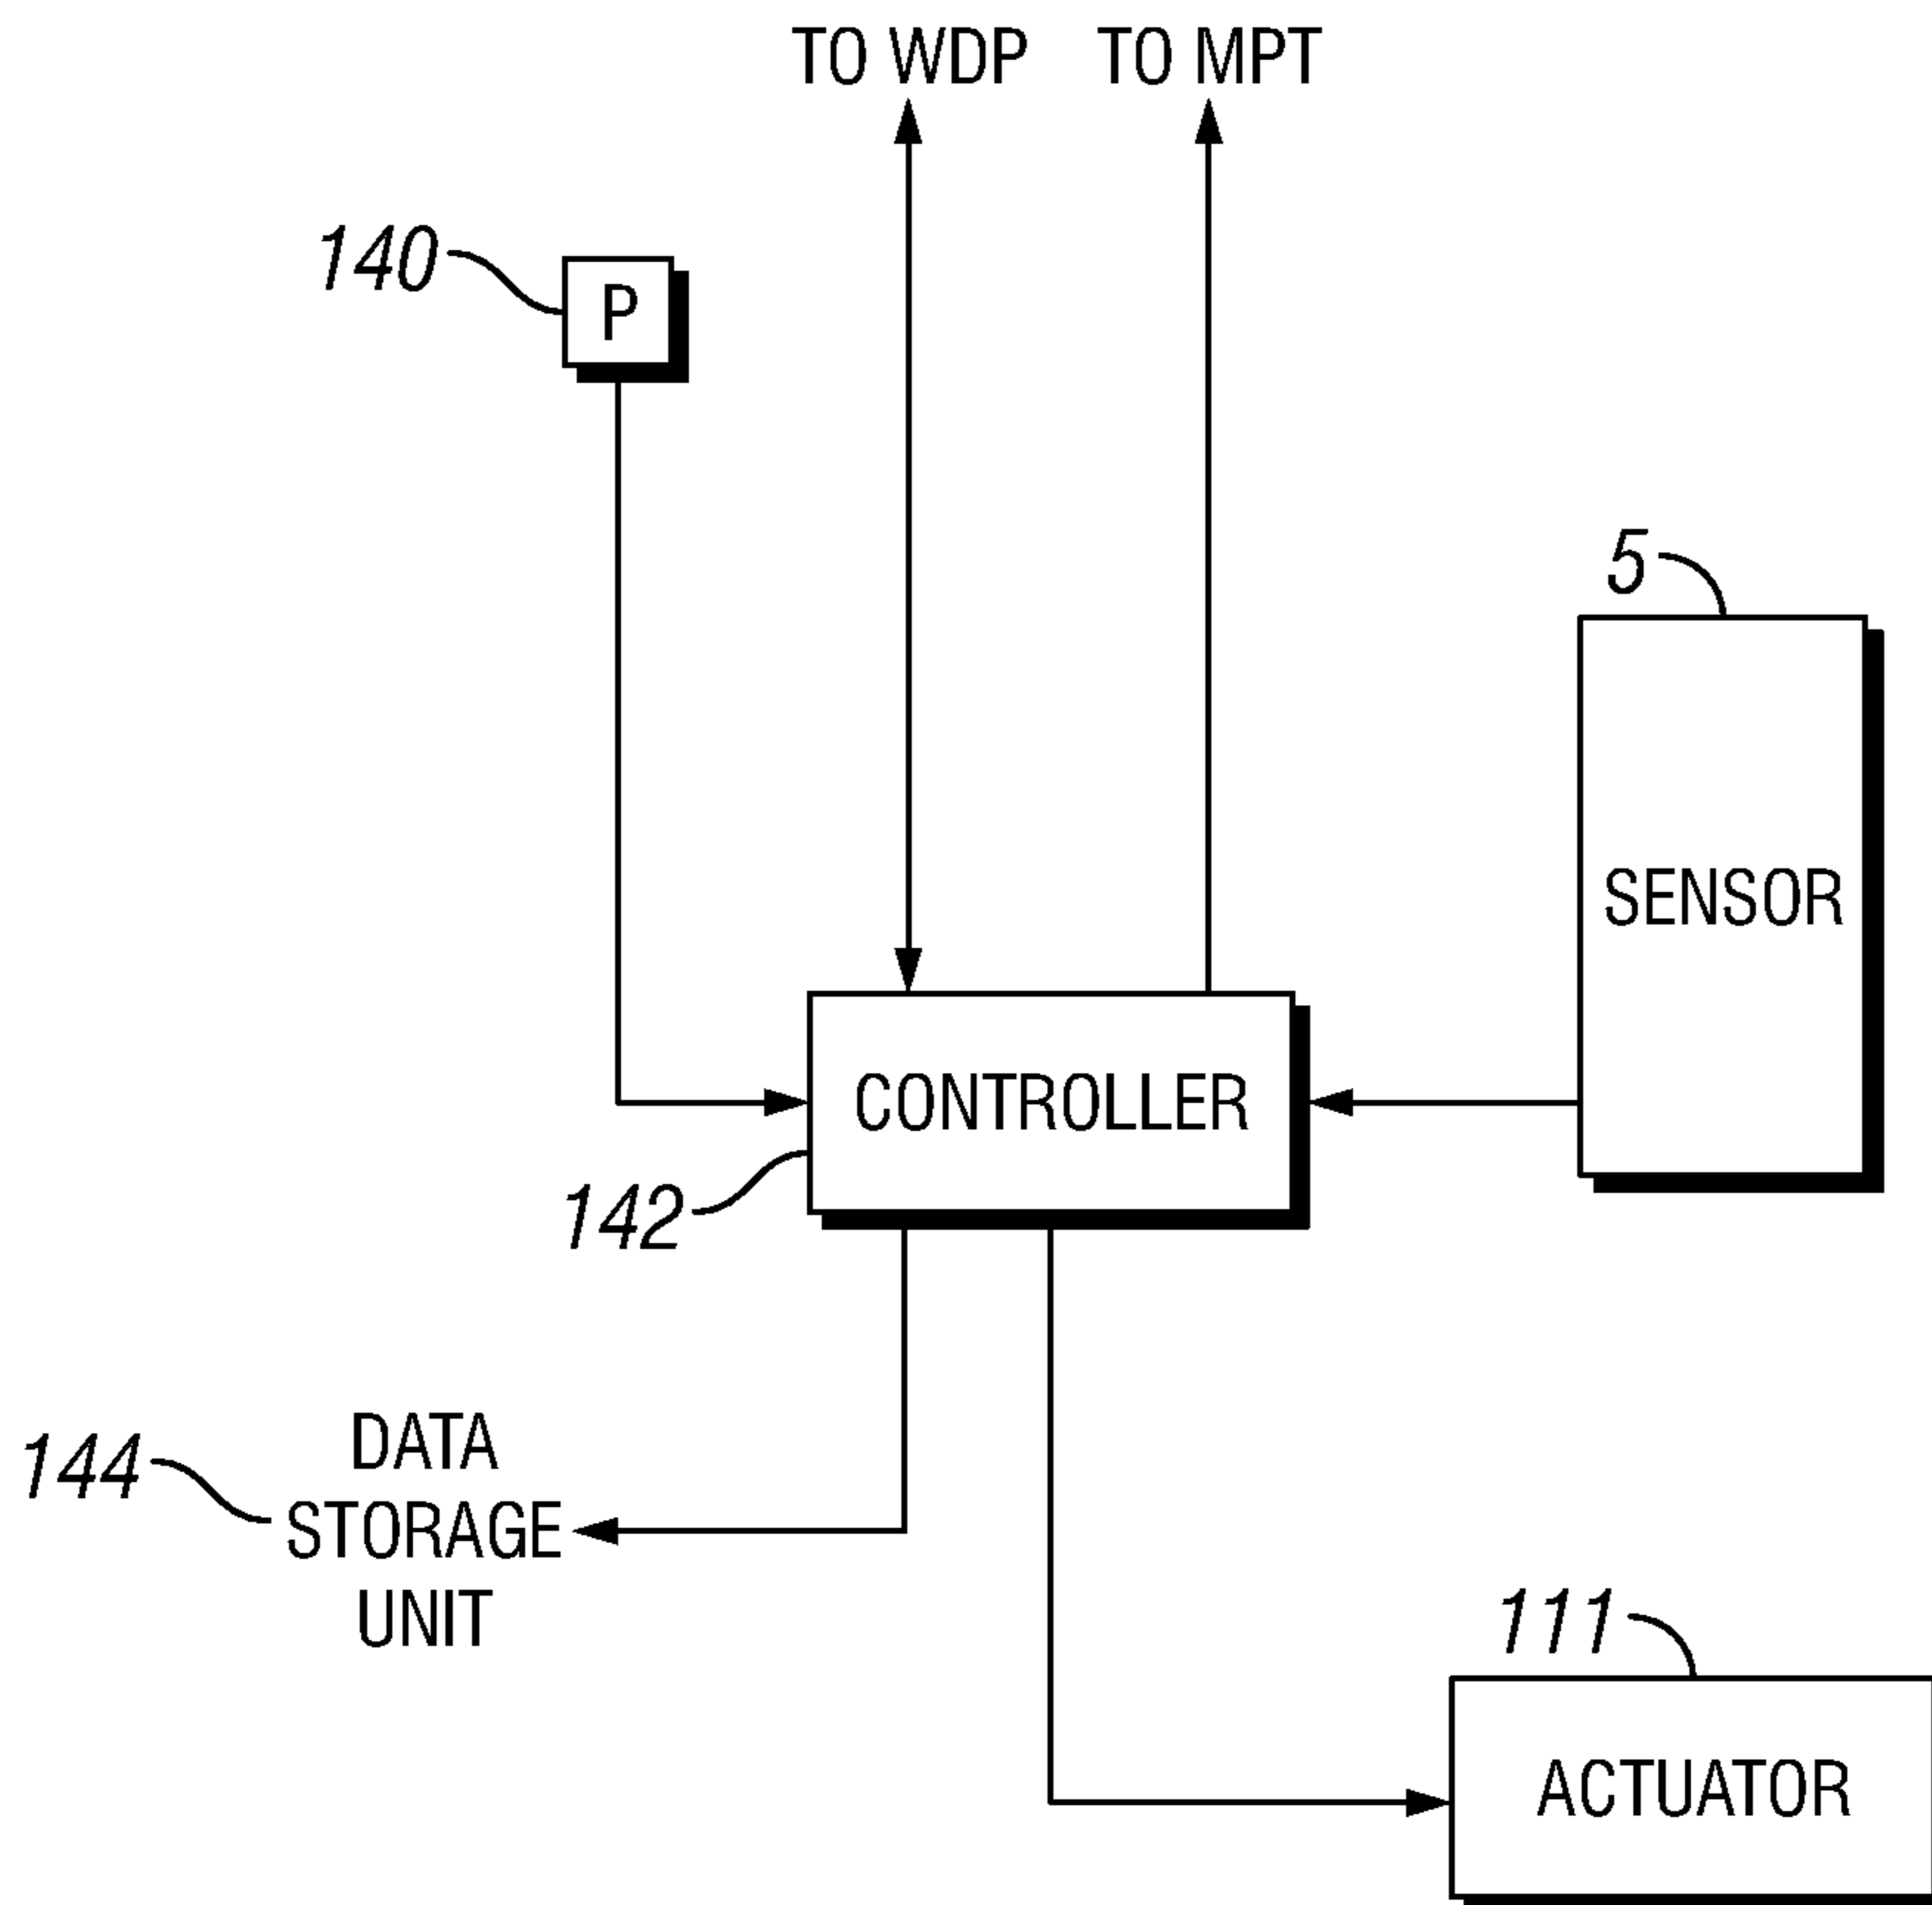 TO WDP TO MPT
140
P
5
SENSOR
CONTROLLER
142
144
DATA
STORAGE
UNIT
111
ACTUATOR